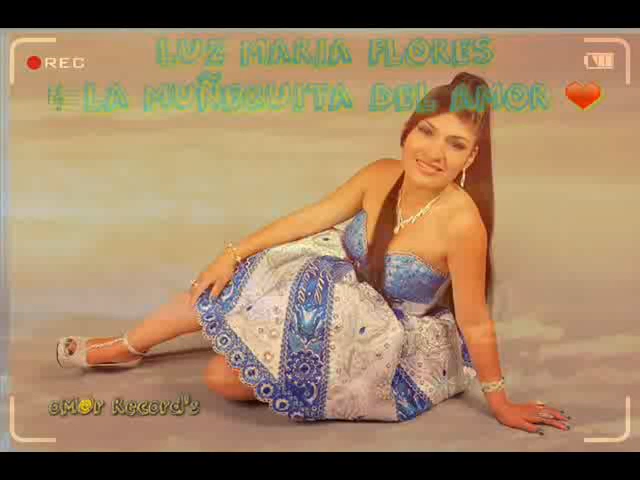 LUZ MARIA FLORES
REC
LA MUÑEQUITA DEL AMOR
aMOr Record's